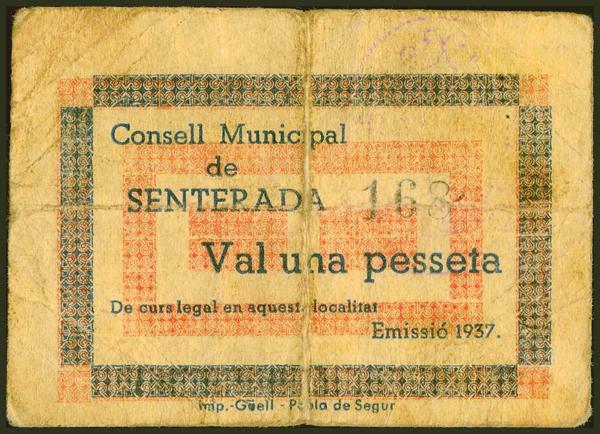 Consell Municipal
de
SENTERADA 168
Val una pesseta
De curs legal en aquesta localitat
Emissió 1937.
Imp.-Güell - Pobla de Segur